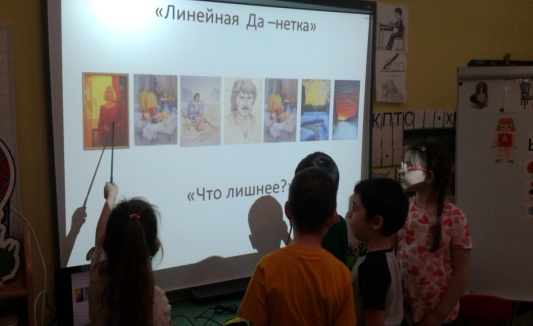 «Линейная Да –нетка»
К П Т С
«Что лишнее?»